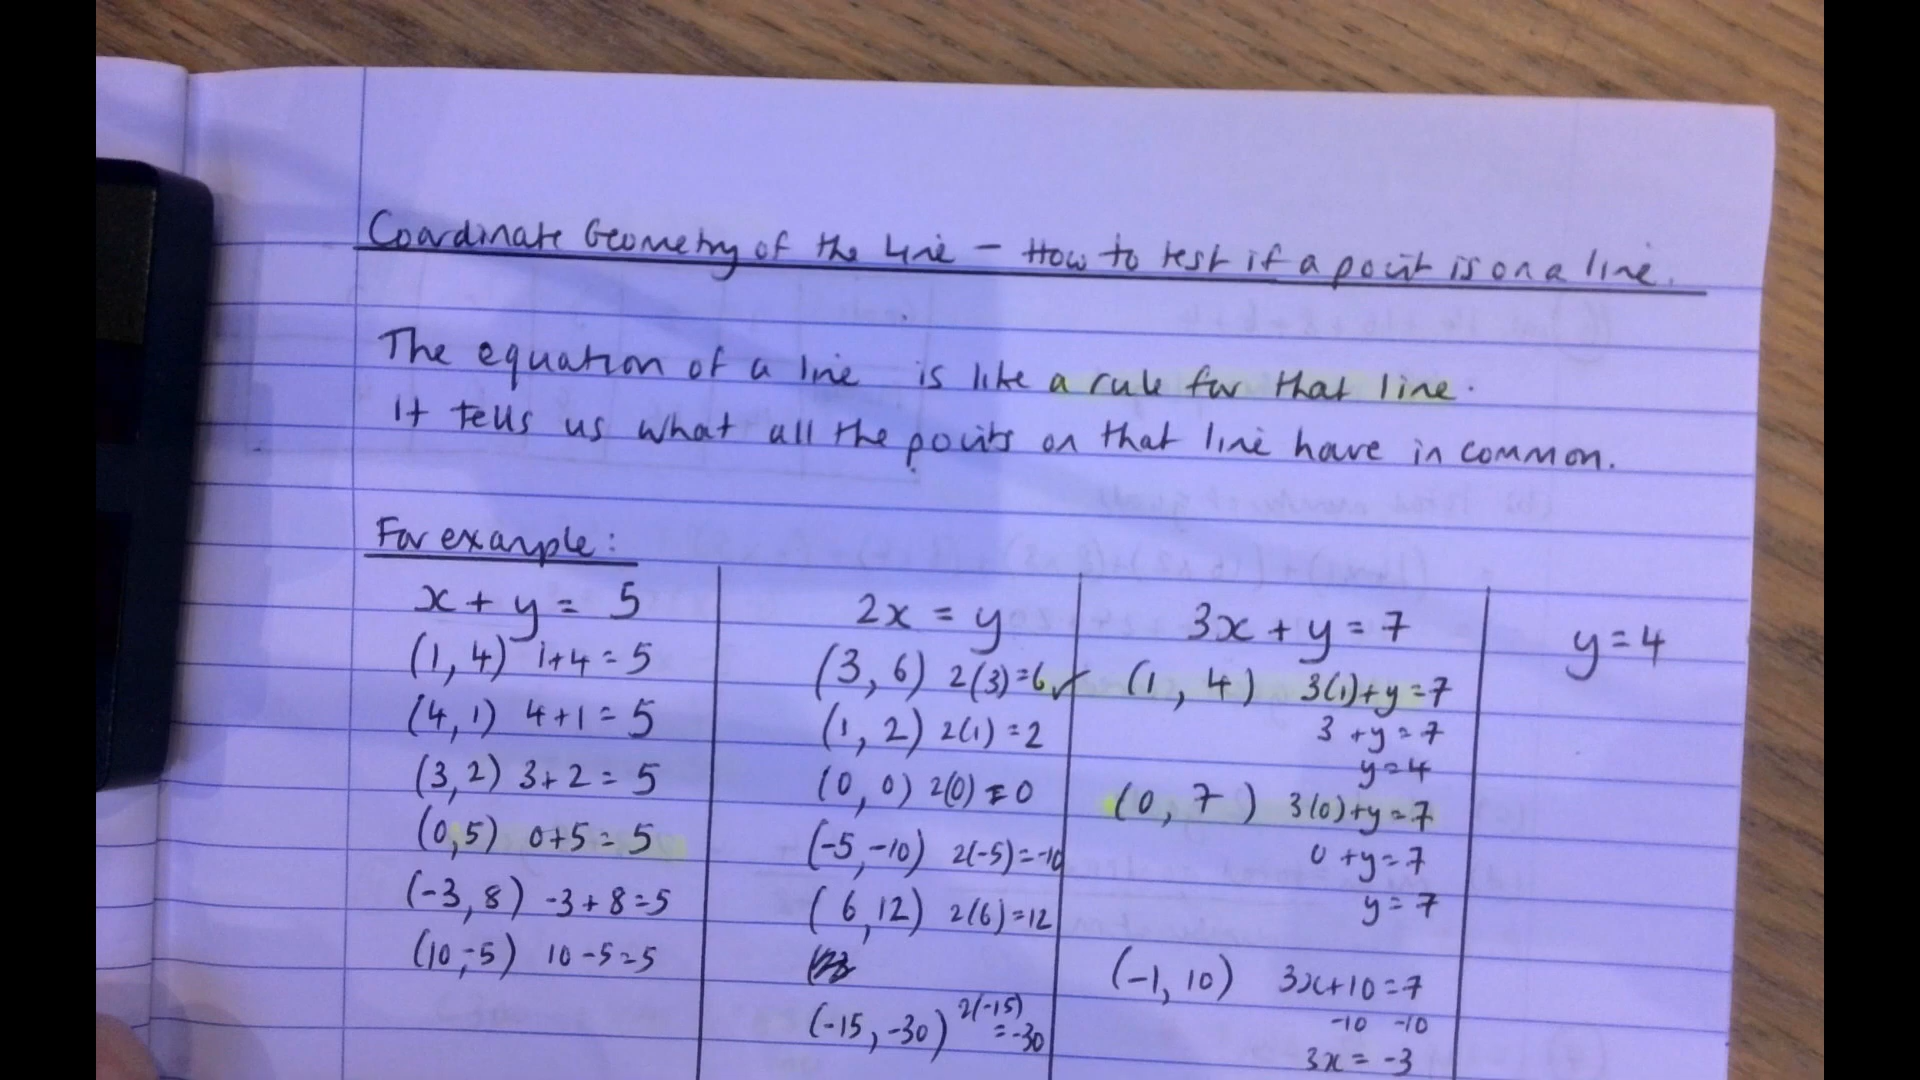 Coordinate Geometry of the Line - How to test if a point is on a line.
The equation of a line is like a rule for that line.
It tells us what all the points on that line have in common.
For example:
x + y = 5
(1, 4) 1+4=5
(4, 1) 4+1=5
(3, 2) 3+2=5
(0, 5) 0+5=5
(-3, 8) -3+8=5
(10, -5) 10-5=5
2x = y
(3, 6) 2(3)=6 ✓
(1, 2) 2(1)=2
(0, 0) 2(0)=0
(-5, -10) 2(-5)=-10
(6, 12) 2(6)=12
(-15, -30) 2(-15)
=-30
3x + y = 7
(1, 4) 3(1)+y=7
3+y=7
y=4
(0, 7) 3(0)+y=7
0+y=7
y=7
(-1, 10) 3x+10=7
-10 -10
3x = -3
y=4